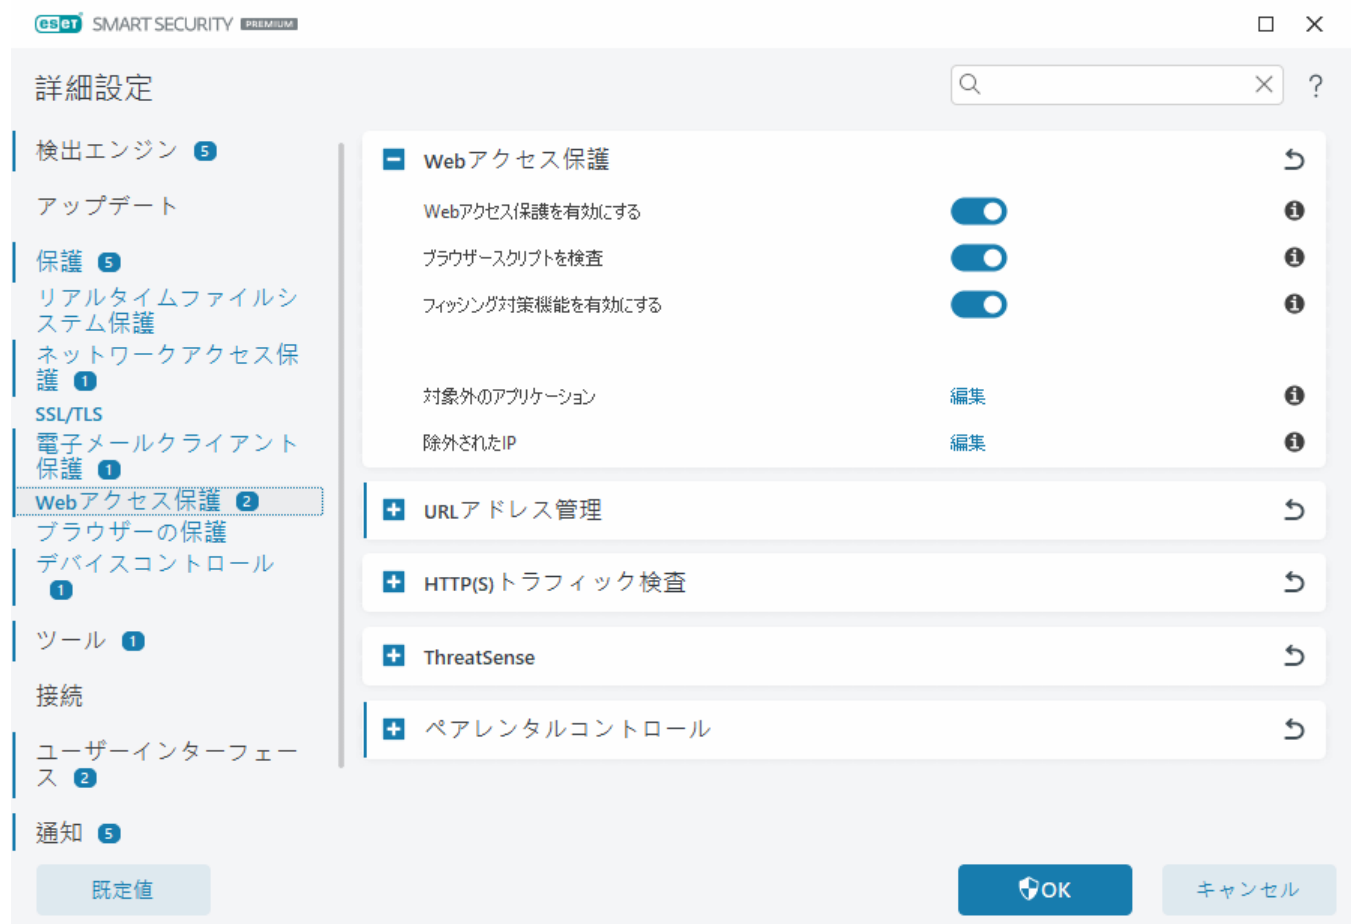 eset SMART SECURITY PREMIUM
詳細設定
?
検出エンジン 5
アップデート
保護 5
リアルタイムファイルシ
ステム保護
ネットワークアクセス保
護 1
SSL/TLS
電子メールクライアント
保護 1
Webアクセス保護 2
ブラウザーの保護
デバイスコントロール
1
ツール 1
接続
ユーザーインターフェー
ス 2
通知 5
Webアクセス保護
Webアクセス保護を有効にする
ブラウザースクリプトを検査
フィッシング対策機能を有効にする
対象外のアプリケーション 編集
除外されたIP 編集
URLアドレス管理
HTTP(S)トラフィック検査
ThreatSense
ペアレンタルコントロール
既定値
OK
キャンセル